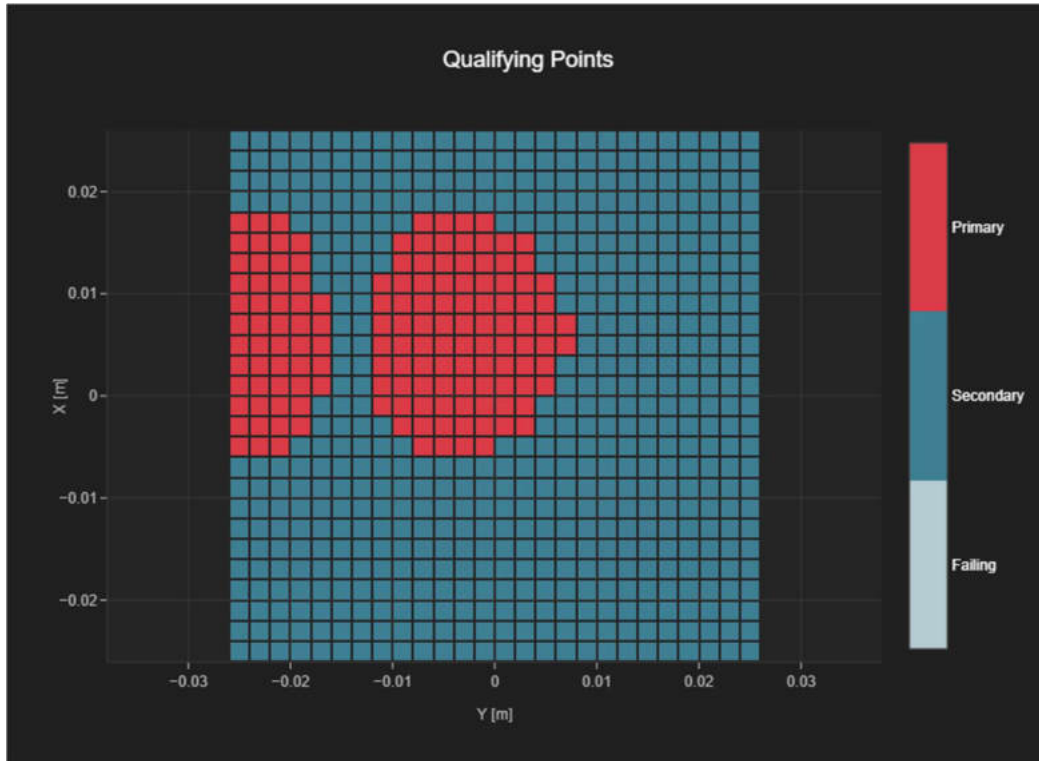 Qualifying Points
0.02
0.01
0
−0.01
−0.02
X [m]
−0.03
−0.02
−0.01
0
0.01
0.02
0.03
Y [m]
Primary
Secondary
Failing